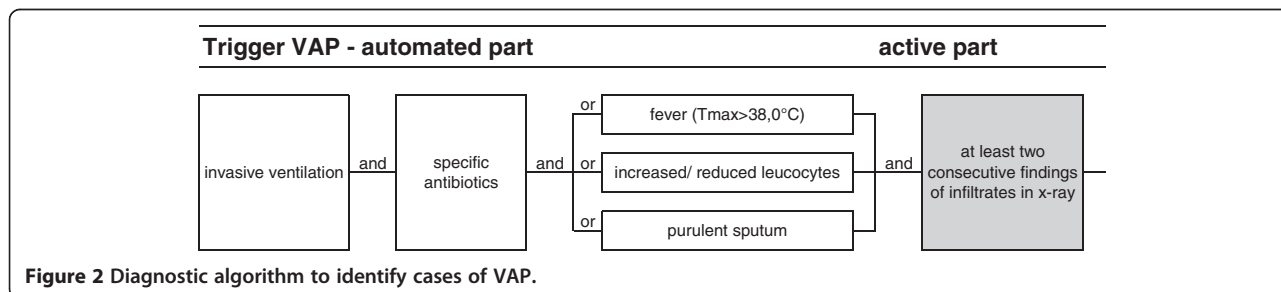 Trigger VAP - automated part
active part
invasive ventilation
and
specific
antibiotics
and
or
fever (Tmax>38,0°C)
or
increased/ reduced leucocytes
or
purulent sputum
and
at least two
consecutive findings
of infiltrates in x-ray
Figure 2 Diagnostic algorithm to identify cases of VAP.